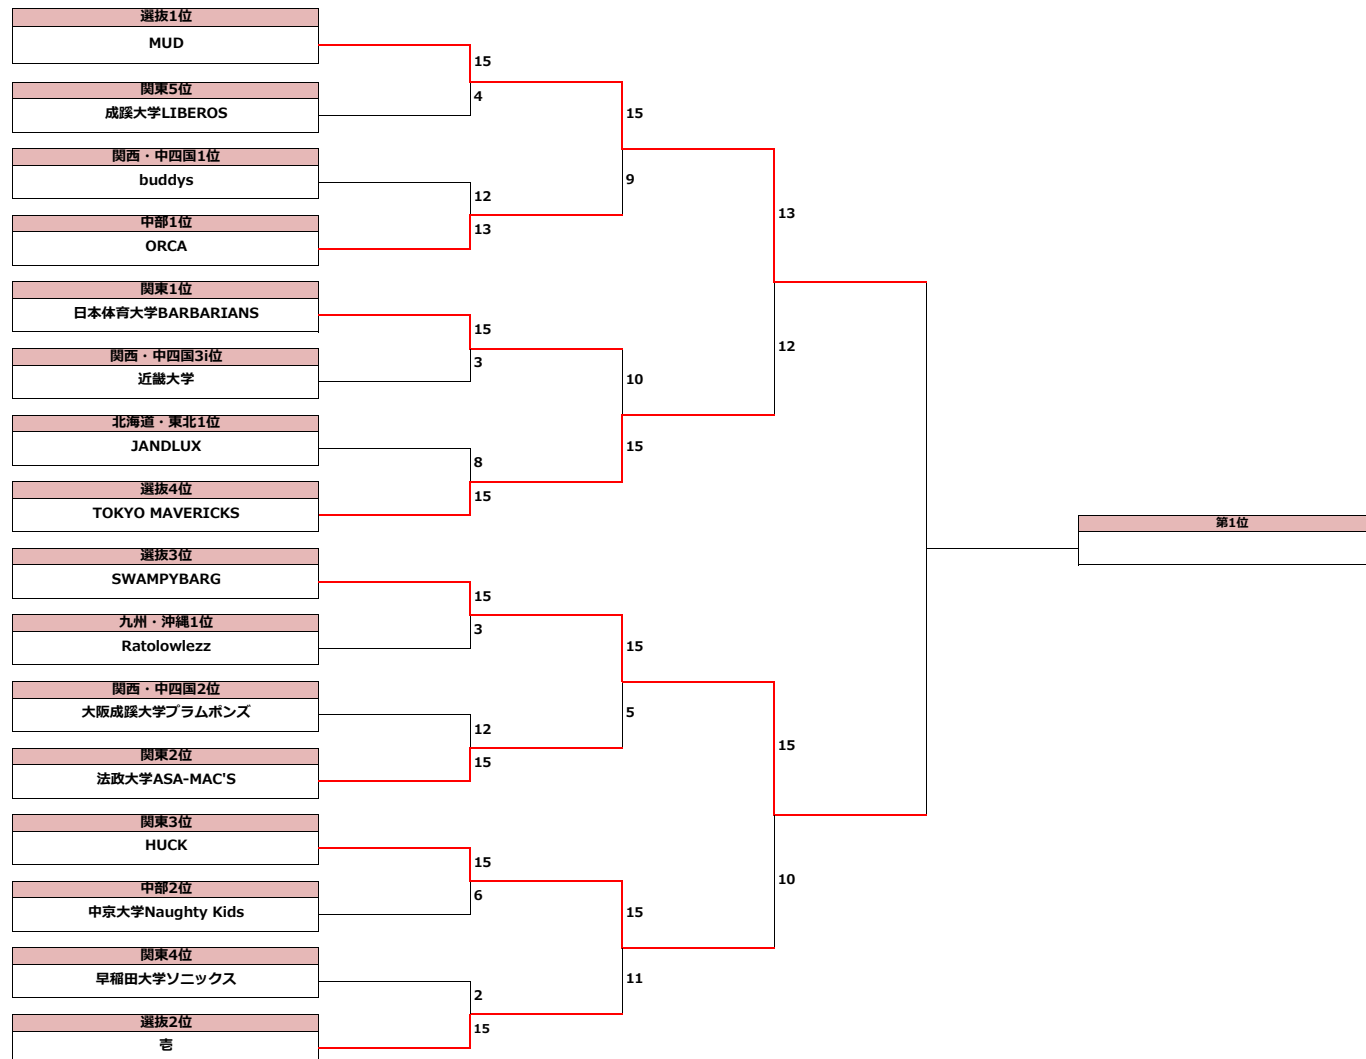 選抜1位
MUD
15
関東5位
4
成蹊大学LIBEROS
15
関西・中四国1位
buddys
9
12
中部1位
13
13
ORCA
関東1位
日本体育大学BARBARIANS
15
12
関西・中四国3i位
3
近畿大学
10
北海道・東北1位
JANDLUX
15
8
選抜4位
15
TOKYO MAVERICKS
第1位
選抜3位
SWAMPYBARG
15
九州・沖縄1位
3
Ratolowlezz
15
関西・中四国2位
大阪成蹊大学プラムポンズ
5
12
関東2位
15
15
法政大学ASA-MAC'S
関東3位
HUCK
15
10
中部2位
6
中京大学Naughty Kids
15
関東4位
早稲田大学ソニックス
11
2
選抜2位
15
壱